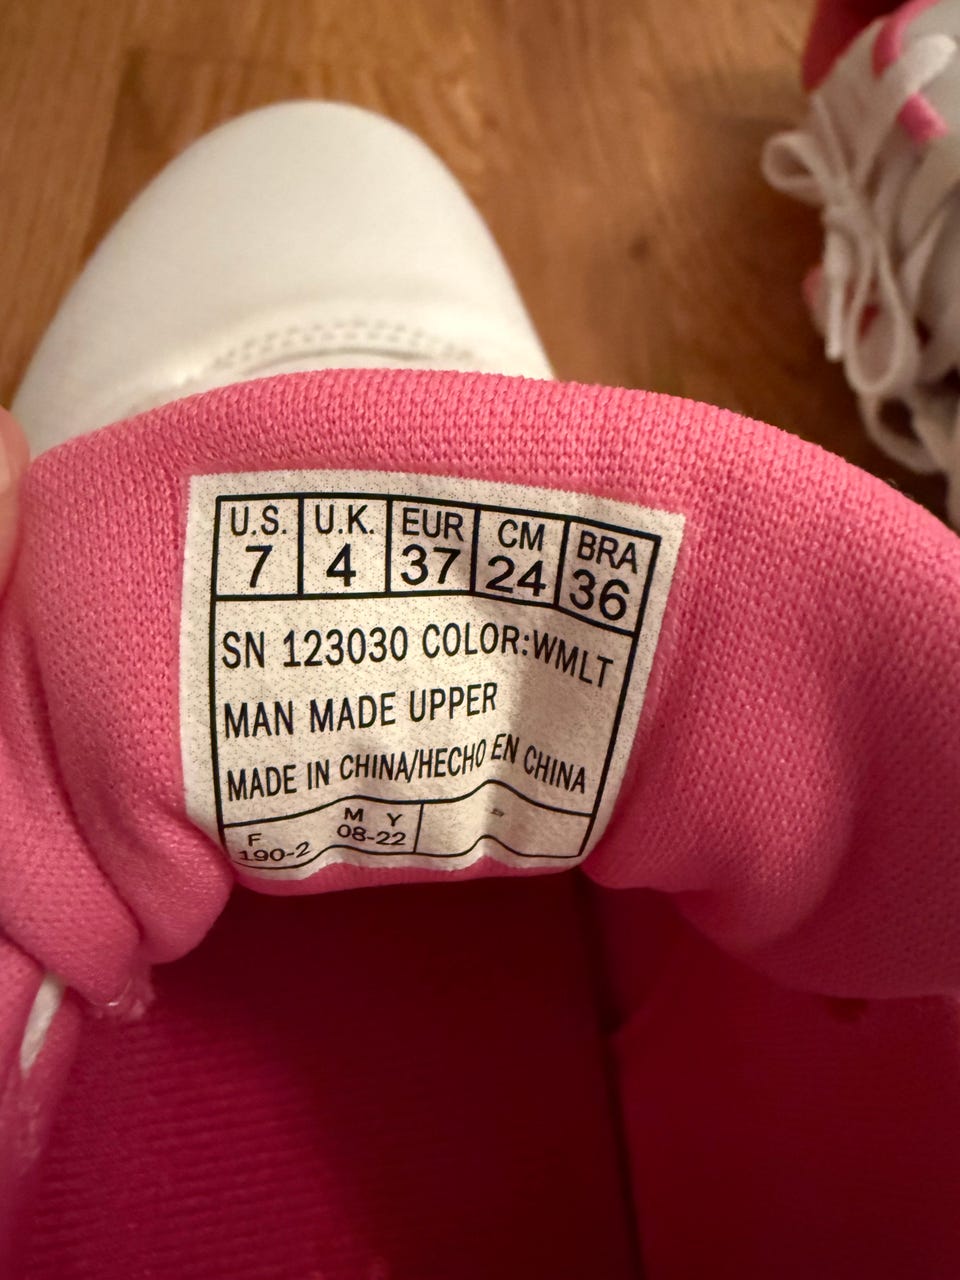 U.S. U.K. EUR CM BRA
7 4 37 24 36
SN 123030 COLOR:WMLT
MAN MADE UPPER
MADE IN CHINA/HECHO EN CHINA
F M Y
190-2 08-22 -